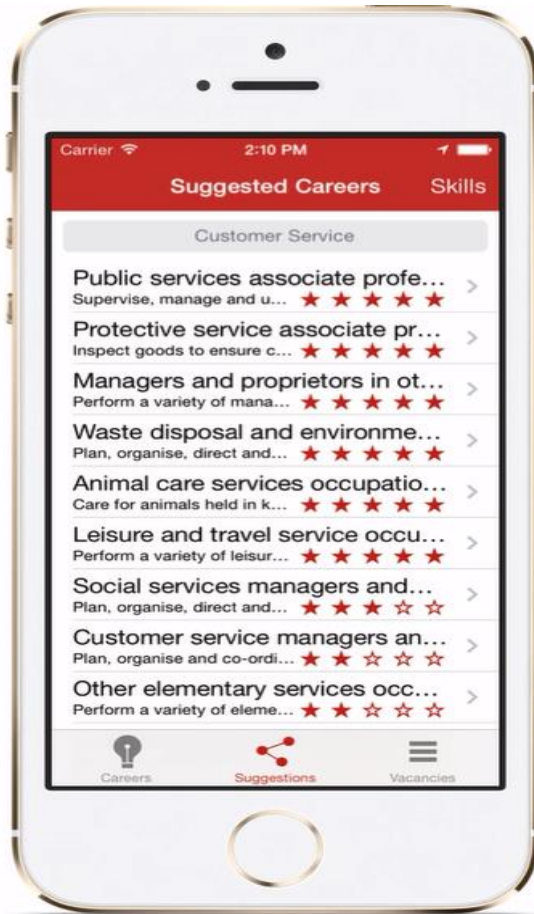 Carrier 2:10 PM
Suggested Careers Skills
Customer Service
Public services associate profe...
Supervise, manage and u...
Protective service associate pr...
Inspect goods to ensure c...
Managers and proprietors in ot...
Perform a variety of mana...
Waste disposal and environme...
Plan, organise, direct and...
Animal care services occupatio...
Care for animals held in k...
Leisure and travel service occu...
Perform a variety of leisur...
Social services managers and...
Plan, organise, direct and...
Customer service managers an...
Plan, organise and co-ordi...
Other elementary services occ...
Perform a variety of eleme...
Careers Suggestions Vacancies